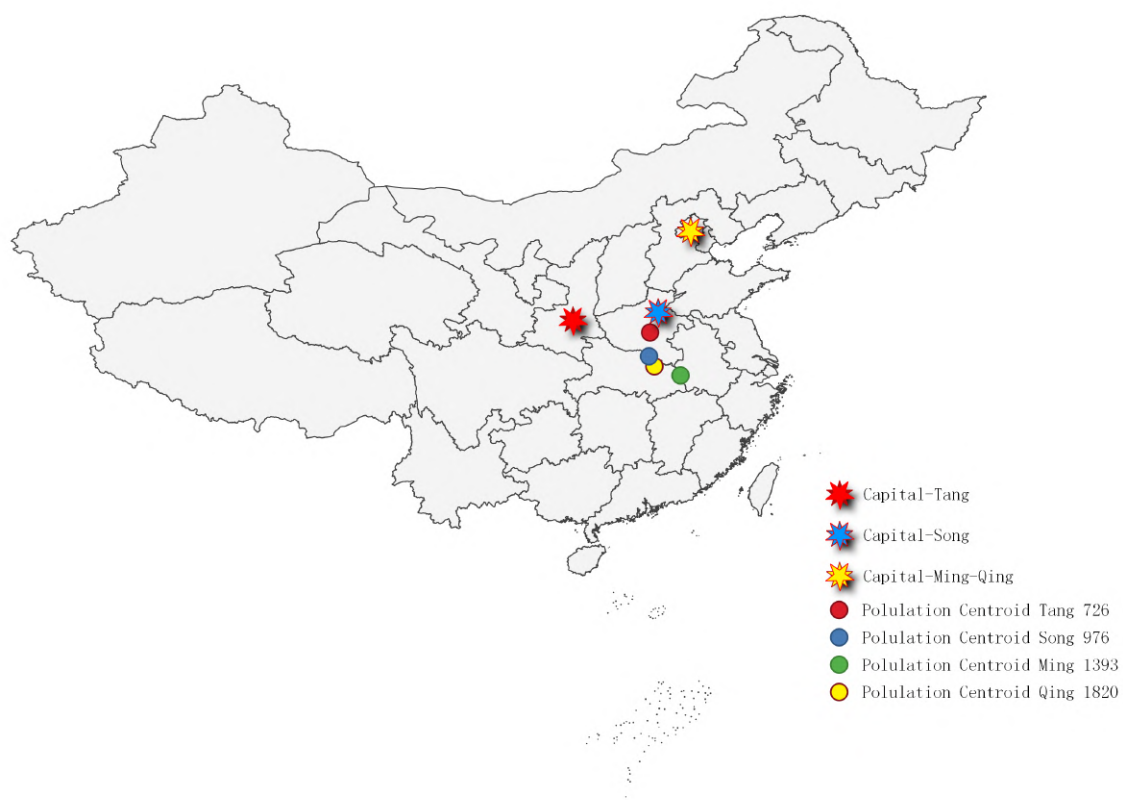 Capital-Tang
Capital-Song
Capital-Ming-Qing
Polulation Centroid Tang 726
Polulation Centroid Song 976
Polulation Centroid Ming 1393
Polulation Centroid Qing 1820